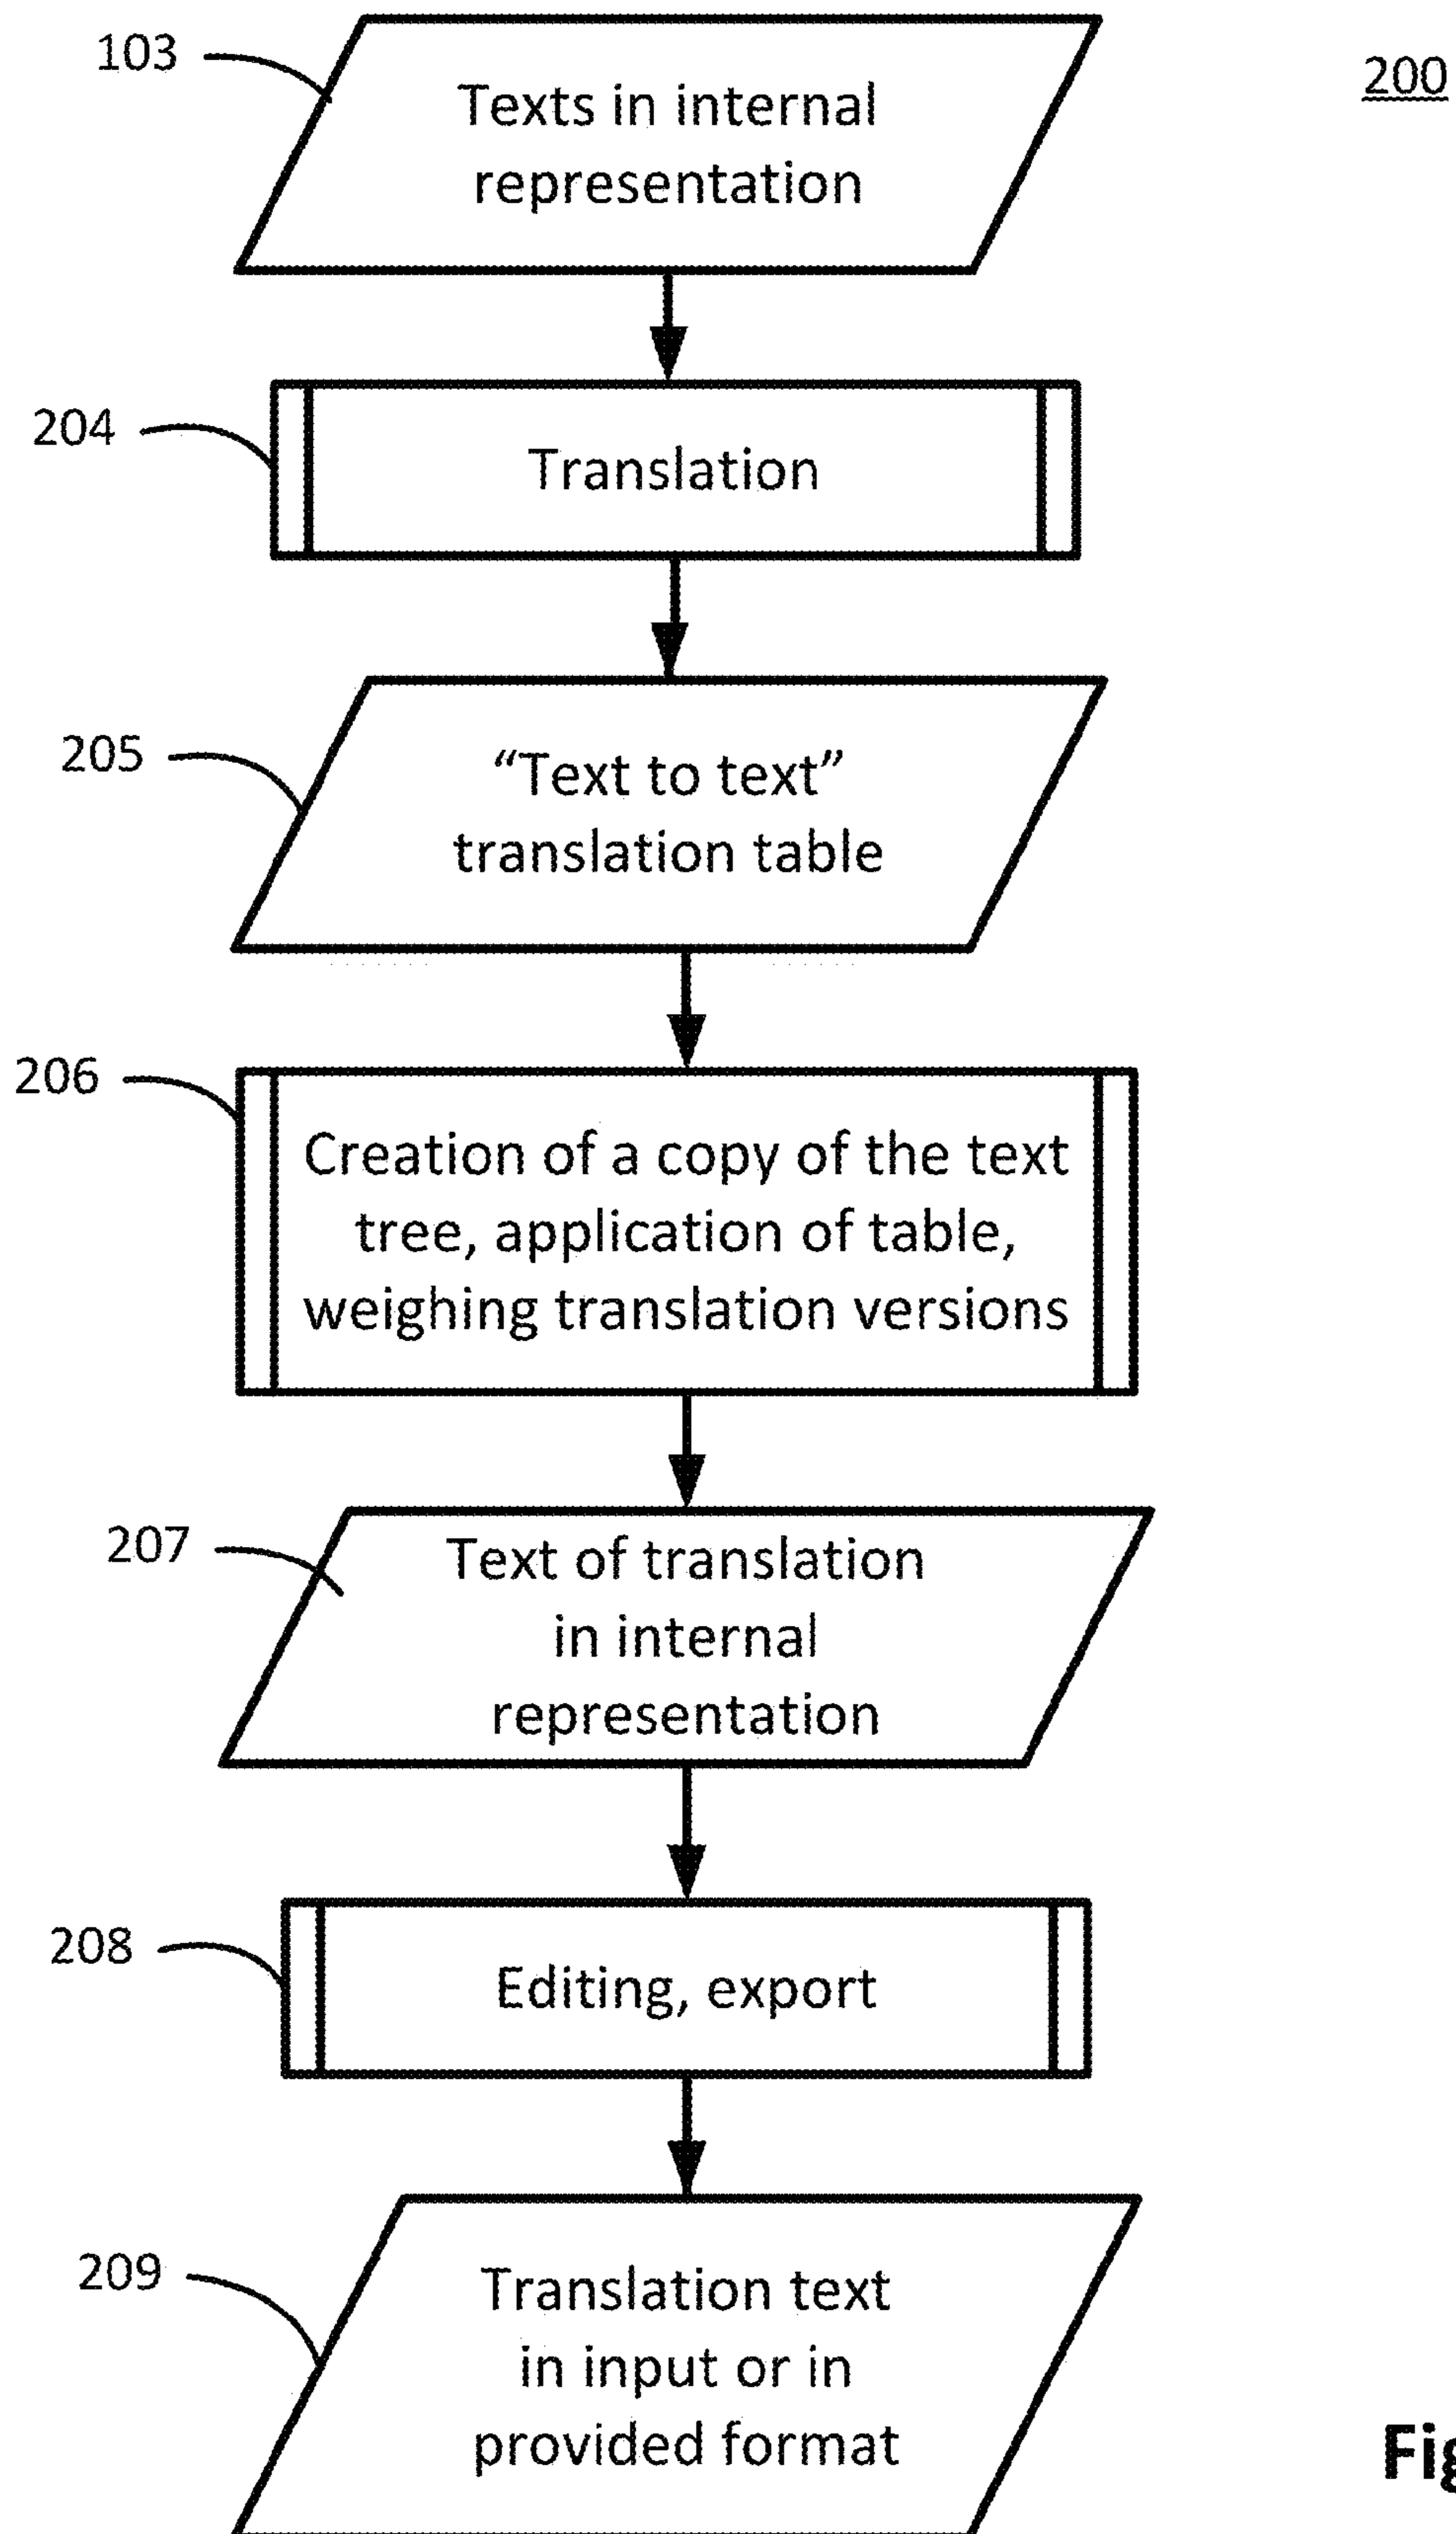 103
200
Texts in internal
representation
204
Translation
205
“Text to text”
translation table
206
Creation of a copy of the text
tree, application of table,
weighing translation versions
207
Text of translation
in internal
representation
208
Editing, export
209
Translation text
in input or in
provided format
Fig